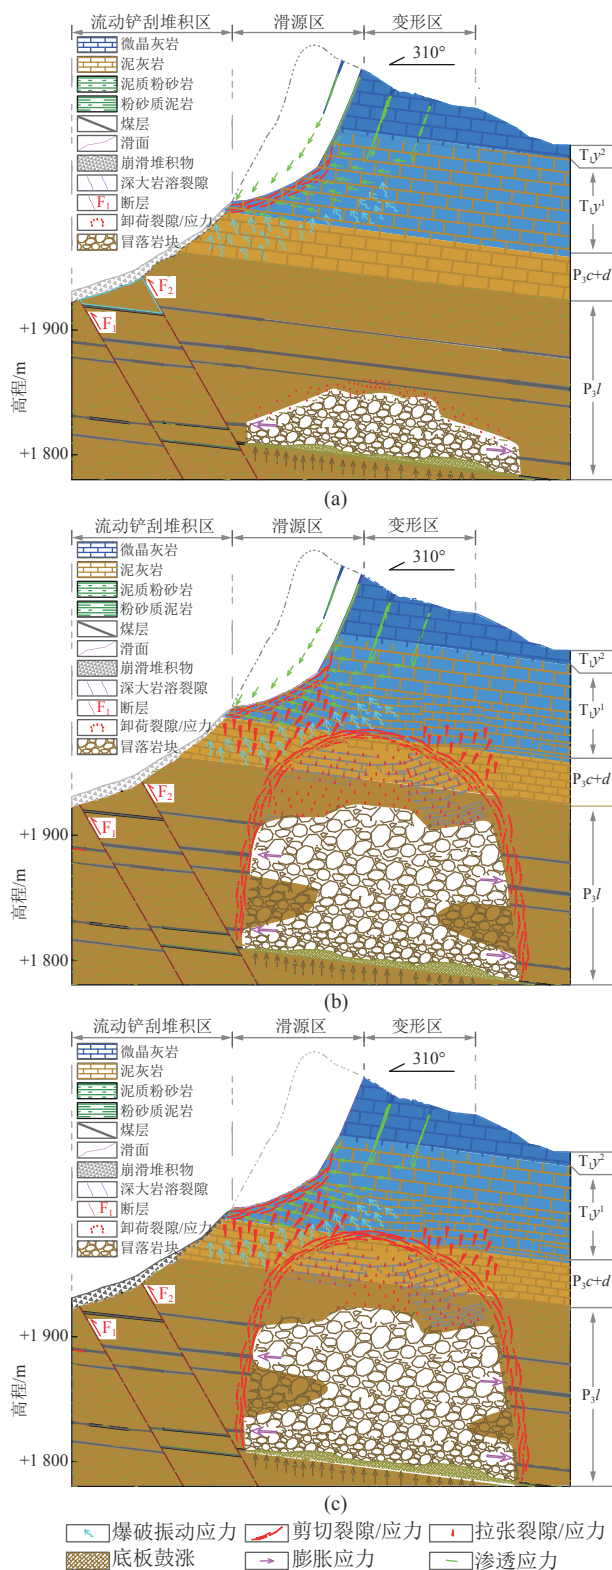 流动铲刮堆积区 滑源区 变形区
微晶灰岩
310°
泥灰岩
泥质粉砂岩
粉砂质泥岩
煤层
滑面
崩滑堆积物
深大岩溶裂隙
F₁ 断层
卸荷裂隙/应力
冒落岩块
T₁y²
T₁y¹
P₃c+d
P₃l
F₂
F₁
+1 900
高程/m
+1 800
(a)
流动铲刮堆积区 滑源区 变形区
微晶灰岩
310°
泥灰岩
泥质粉砂岩
粉砂质泥岩
煤层
滑面
崩滑堆积物
深大岩溶裂隙
F₁ 断层
卸荷裂隙/应力
冒落岩块
T₁y²
T₁y¹
P₃c+d
P₃l
F₂
F₁
+1 900
高程/m
+1 800
(b)
流动铲刮堆积区 滑源区 变形区
微晶灰岩
310°
泥灰岩
泥质粉砂岩
粉砂质泥岩
煤层
滑面
崩滑堆积物
深大岩溶裂隙
F₁ 断层
卸荷裂隙/应力
冒落岩块
T₁y²
T₁y¹
P₃c+d
P₃l
F₂
F₁
+1 900
高程/m
+1 800
(c)
爆破振动应力 剪切裂隙/应力 拉张裂隙/应力
底板鼓涨 膨胀应力 渗透应力